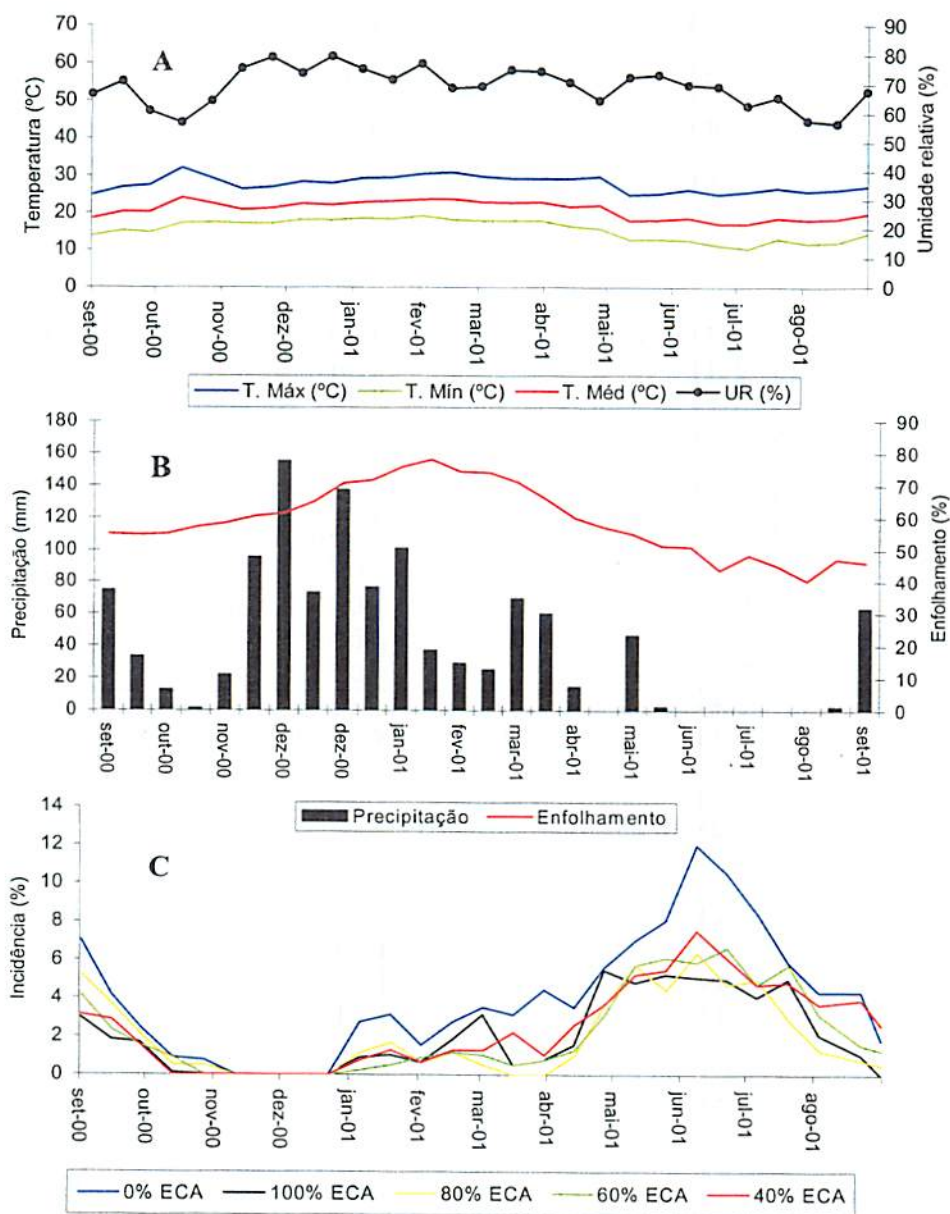 A
Temperatura (ºC)
70
60
50
40
30
20
10
0
Umidade relativa (%)
90
80
70
60
50
40
30
20
10
0
set-00
out-00
nov-00
dez-00
jan-01
fev-01
mar-01
abr-01
mai-01
jun-01
jul-01
ago-01
T. Máx (ºC) T. Mín (ºC) T. Méd (ºC) UR (%)
B
Precipitação (mm)
180
160
140
120
100
80
60
40
20
0
Enfolhamento (%)
90
80
70
60
50
40
30
20
10
0
set-00
out-00
nov-00
dez-00
dez-00
jan-01
fev-01
mar-01
abr-01
mai-01
jun-01
jul-01
ago-01
set-01
Precipitação Enfolhamento
C
Incidência (%)
14
12
10
8
6
4
2
0
set-00
out-00
nov-00
dez-00
jan-01
fev-01
mar-01
abr-01
mai-01
jun-01
jul-01
ago-01
0% ECA 100% ECA 80% ECA 60% ECA 40% ECA